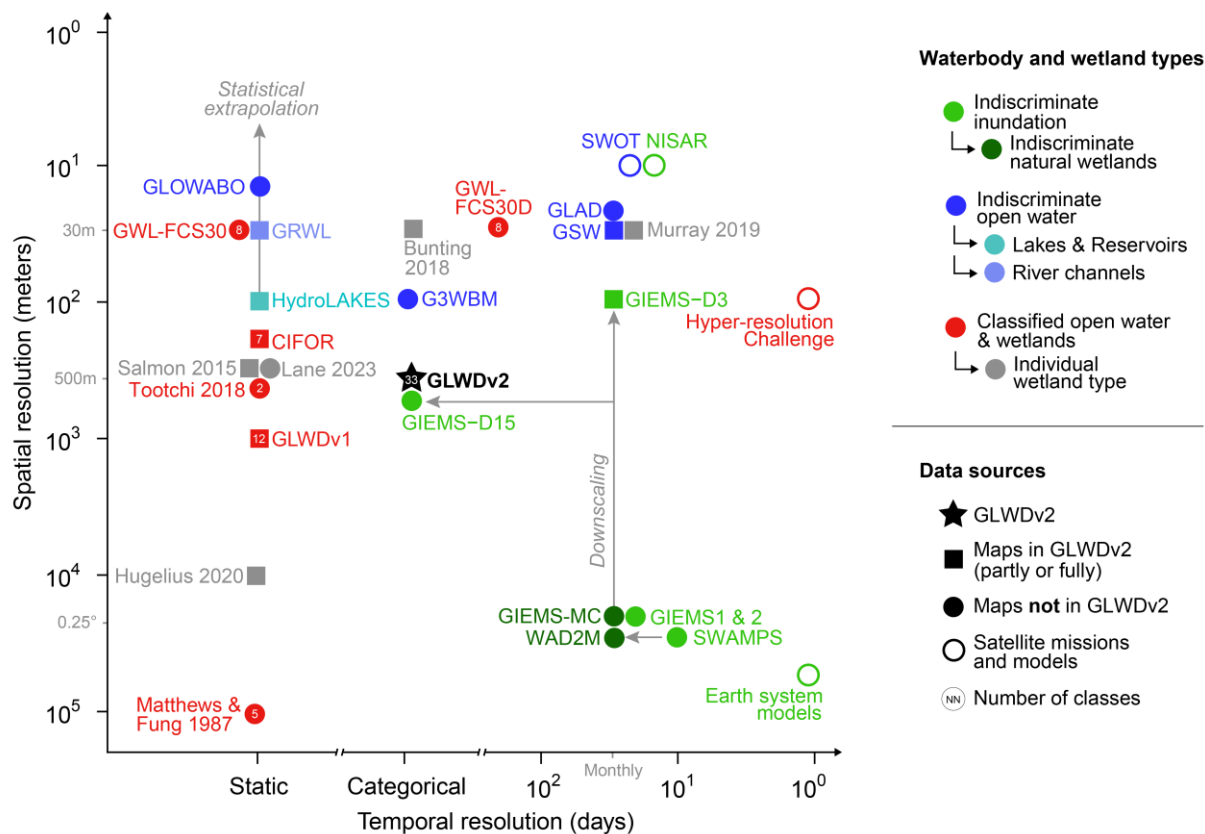 10⁰
10¹
30m
10²
500m
10³
10⁴
0.25°
10⁵
Spatial resolution (meters)
Statistical
extrapolation
GLOWABO
GWL-FCS30
8
GRWL
HydroLAKES
7
CIFOR
Salmon 2015
Lane 2023
Tootchi 2018
2
12
GLWDv1
Hugelius 2020
Matthews &
Fung 1987
5
Bunting
2018
G3WBM
33
GLWDv2
GIEMS–D15
GWL-
FCS30D
8
SWOT
NISAR
GLAD
GSW
Murray 2019
GIEMS–D3
Hyper-resolution
Challenge
Downscaling
GIEMS-MC
GIEMS1 & 2
WAD2M
SWAMPS
Earth system
models
Static
Categorical
10²
Monthly
10¹
10⁰
Temporal resolution (days)
Waterbody and wetland types
Indiscriminate
inundation
Indiscriminate
natural wetlands
Indiscriminate
open water
Lakes & Reservoirs
River channels
Classified open water
& wetlands
Individual
wetland type
Data sources
GLWDv2
Maps in GLWDv2
(partly or fully)
Maps not in GLWDv2
Satellite missions
and models
NN
Number of classes